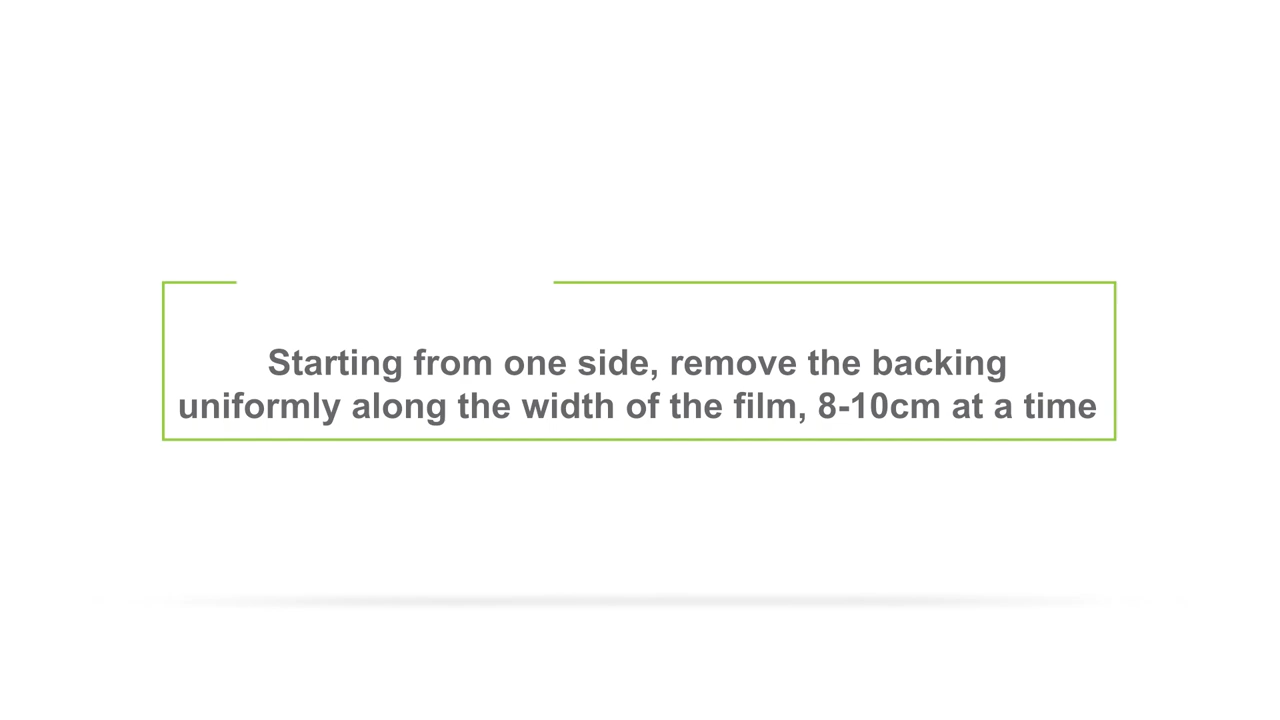 Starting from one side, remove the backing
uniformly along the width of the film, 8-10cm at a time